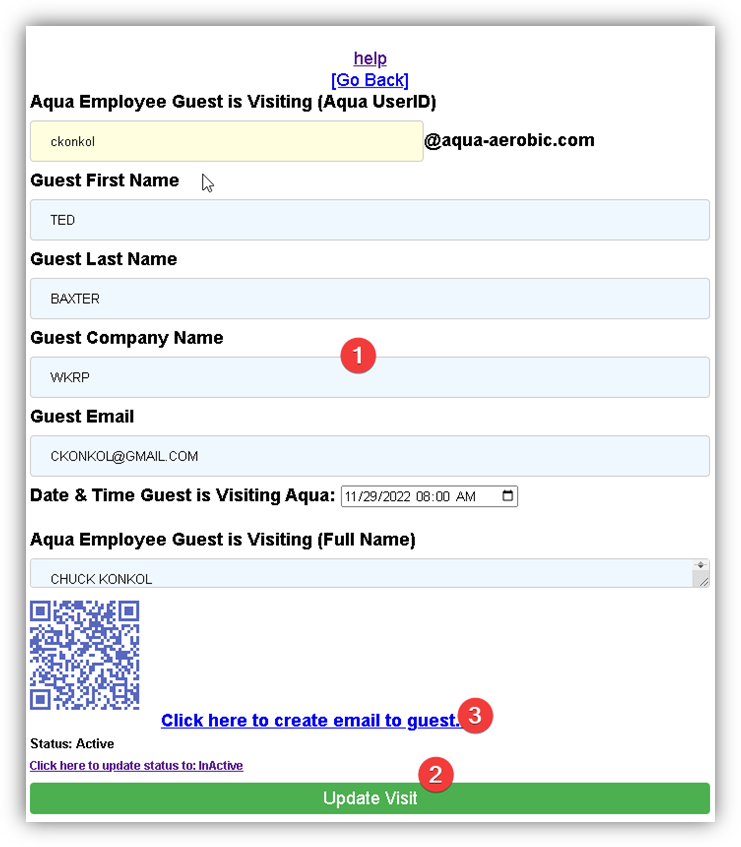 help
[Go Back]
Aqua Employee Guest is Visiting (Aqua UserID)
ckonkol @aqua-aerobic.com
Guest First Name
TED
Guest Last Name
BAXTER
Guest Company Name
1
WKRP
Guest Email
CKONKOL@GMAIL.COM
Date & Time Guest is Visiting Aqua: 11/29/2022 08:00 AM
Aqua Employee Guest is Visiting (Full Name)
CHUCK KONKOL
Click here to create email to guest. 3
Status: Active
Click here to update status to: InActive
2
Update Visit